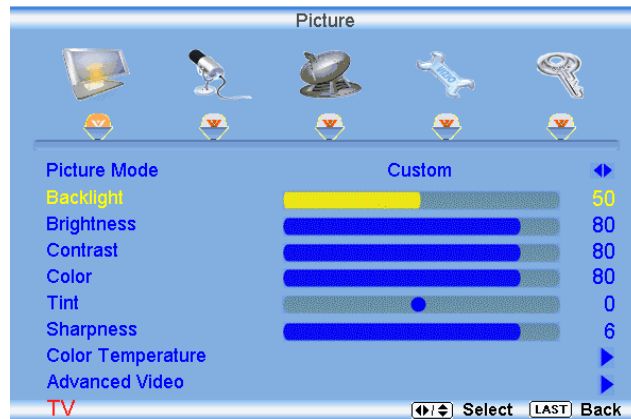 Picture
VIZIO
Picture Mode Custom
Backlight 50
Brightness 80
Contrast 80
Color 80
Tint 0
Sharpness 6
Color Temperature
Advanced Video
TV Select LAST Back